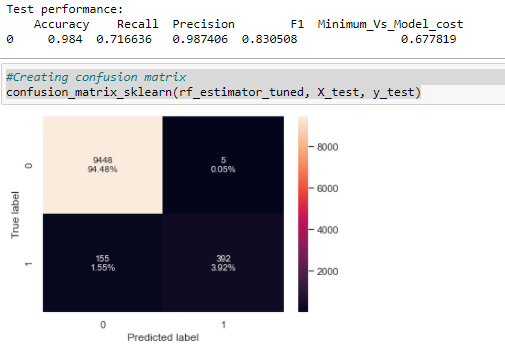 Test performance:
Accuracy Recall Precision F1 Minimum_Vs_Model_cost
0 0.984 0.716636 0.987406 0.830508 0.677819
#Creating confusion matrix
confusion_matrix_sklearn(rf_estimator_tuned, X_test, y_test)
9448
94.48%
5
0.05%
155
1.55%
392
3.92%
0
1
True label
0
1
Predicted label
8000
6000
4000
2000